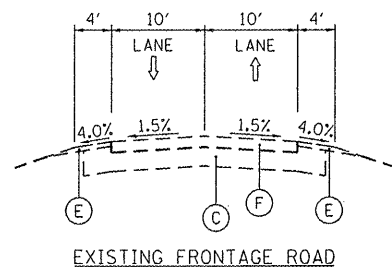 4' 10' 10' 4'
LANE LANE
4.0% 1.5% 1.5% 4.0%
E C F E
EXISTING FRONTAGE ROAD